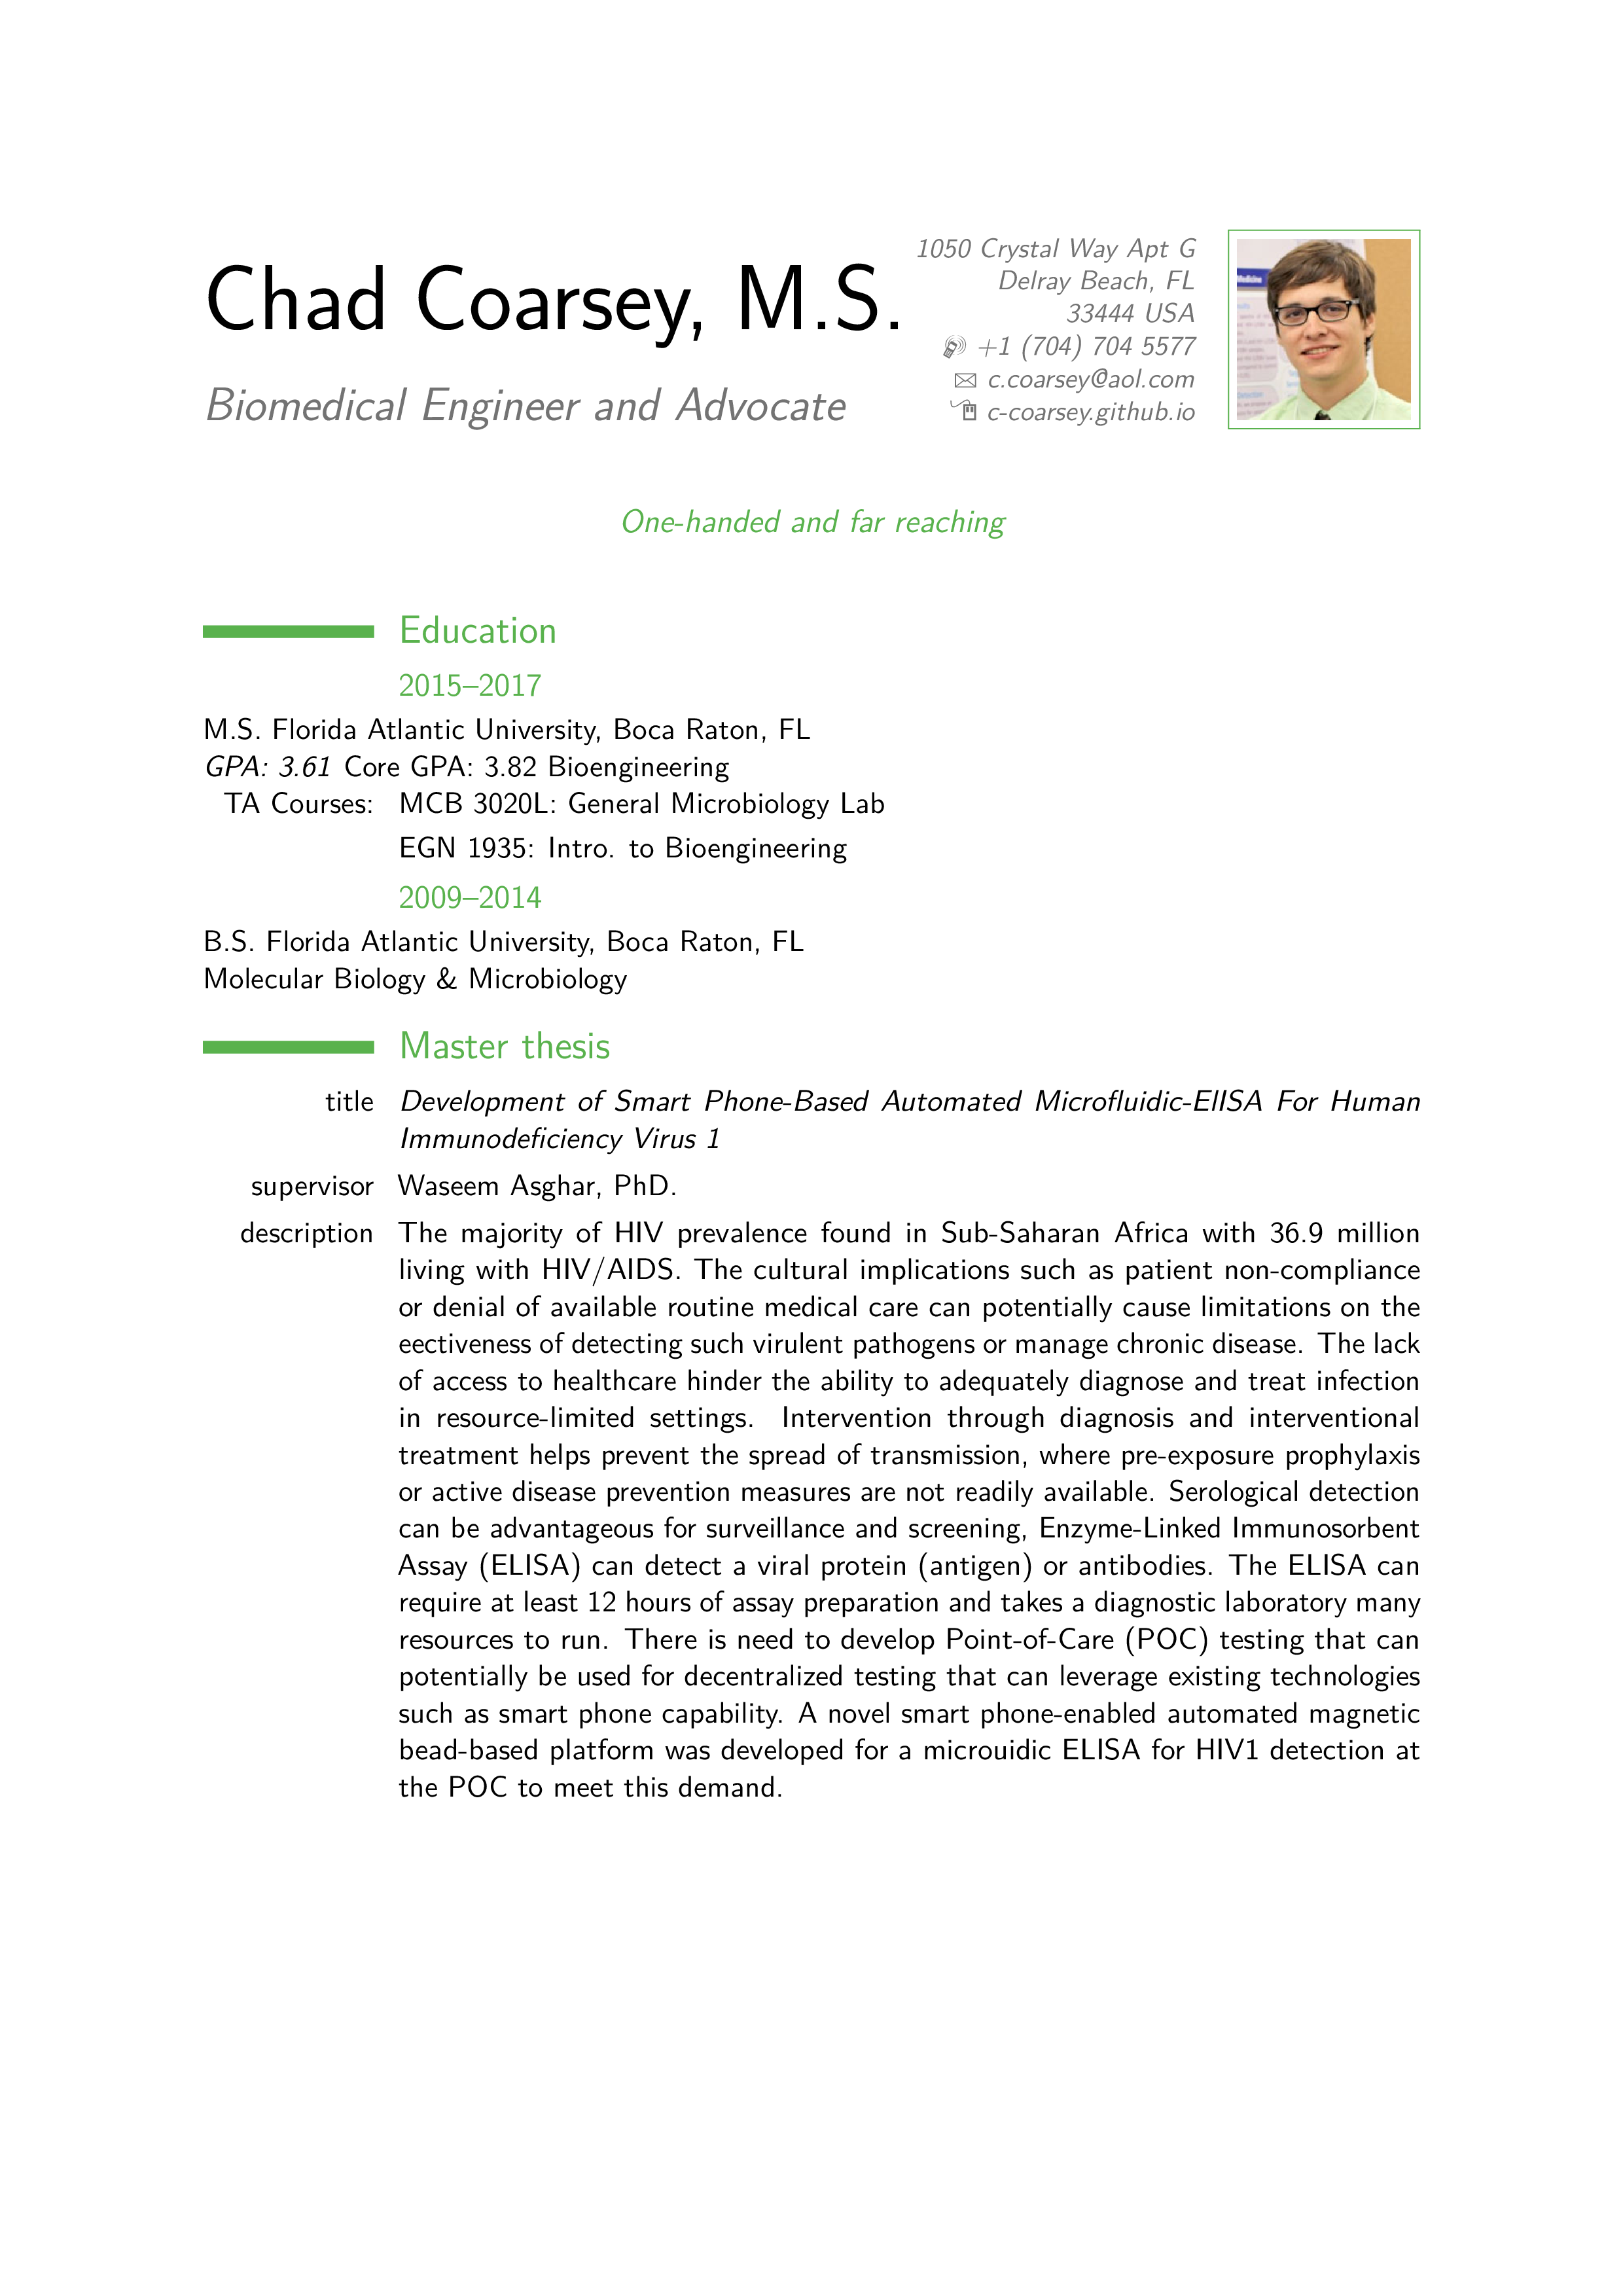 Chad Coarsey, M.S.
Biomedical Engineer and Advocate
1050 Crystal Way Apt G
Delray Beach, FL
33444 USA
+1 (704) 704 5577
c.coarsey@aol.com
c-coarsey.github.io
Medicine
One-handed and far reaching
Education
2015–2017
M.S. Florida Atlantic University, Boca Raton, FL
GPA: 3.61 Core GPA: 3.82 Bioengineering
TA Courses: MCB 3020L: General Microbiology Lab
EGN 1935: Intro. to Bioengineering
2009–2014
B.S. Florida Atlantic University, Boca Raton, FL
Molecular Biology & Microbiology
Master thesis
title Development of Smart Phone-Based Automated Microfluidic-ElISA For Human
Immunodeficiency Virus 1
supervisor Waseem Asghar, PhD.
description The majority of HIV prevalence found in Sub-Saharan Africa with 36.9 million
living with HIV/AIDS. The cultural implications such as patient non-compliance
or denial of available routine medical care can potentially cause limitations on the
eectiveness of detecting such virulent pathogens or manage chronic disease. The lack
of access to healthcare hinder the ability to adequately diagnose and treat infection
in resource-limited settings. Intervention through diagnosis and interventional
treatment helps prevent the spread of transmission, where pre-exposure prophylaxis
or active disease prevention measures are not readily available. Serological detection
can be advantageous for surveillance and screening, Enzyme-Linked Immunosorbent
Assay (ELISA) can detect a viral protein (antigen) or antibodies. The ELISA can
require at least 12 hours of assay preparation and takes a diagnostic laboratory many
resources to run. There is need to develop Point-of-Care (POC) testing that can
potentially be used for decentralized testing that can leverage existing technologies
such as smart phone capability. A novel smart phone-enabled automated magnetic
bead-based platform was developed for a microuidic ELISA for HIV1 detection at
the POC to meet this demand.